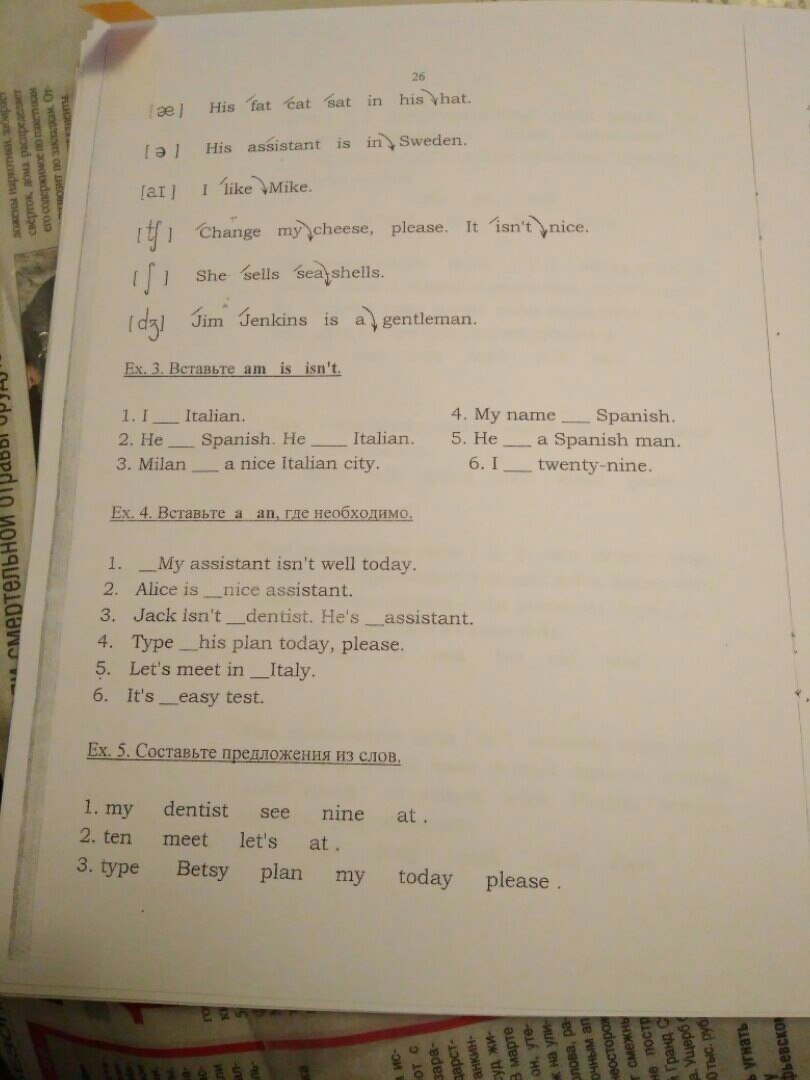 26
[æ] His fat cat sat in his hat.
[ə] His assistant is in Sweden.
[aɪ] I like Mike.
[ʧ] Change my cheese, please. It isn't nice.
[ʃ] She sells sea shells.
[dʒ] Jim Jenkins is a gentleman.
Ex. 3. Вставьте am is isn't.
1. I ___ Italian.
2. He ___ Spanish. He ____ Italian.
3. Milan ___ a nice Italian city.
4. My name ___ Spanish.
5. He ___ a Spanish man.
6. I ___ twenty-nine.
Ex. 4. Вставьте a an, где необходимо.
1. __My assistant isn't well today.
2. Alice is __nice assistant.
3. Jack isn't __dentist. He's __assistant.
4. Type __his plan today, please.
5. Let's meet in __Italy.
6. It's __easy test.
Ex. 5. Составьте предложения из слов.
1. my dentist see nine at .
2. ten meet let's at .
3. type Betsy plan my today please .